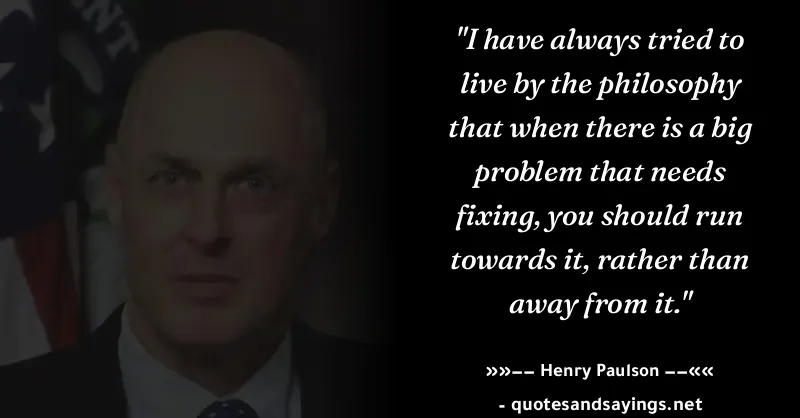 NT
"I have always tried to
live by the philosophy
that when there is a big
problem that needs
fixing, you should run
towards it, rather than
away from it."
»»–– Henry Paulson ––««
- quotesandsayings.net